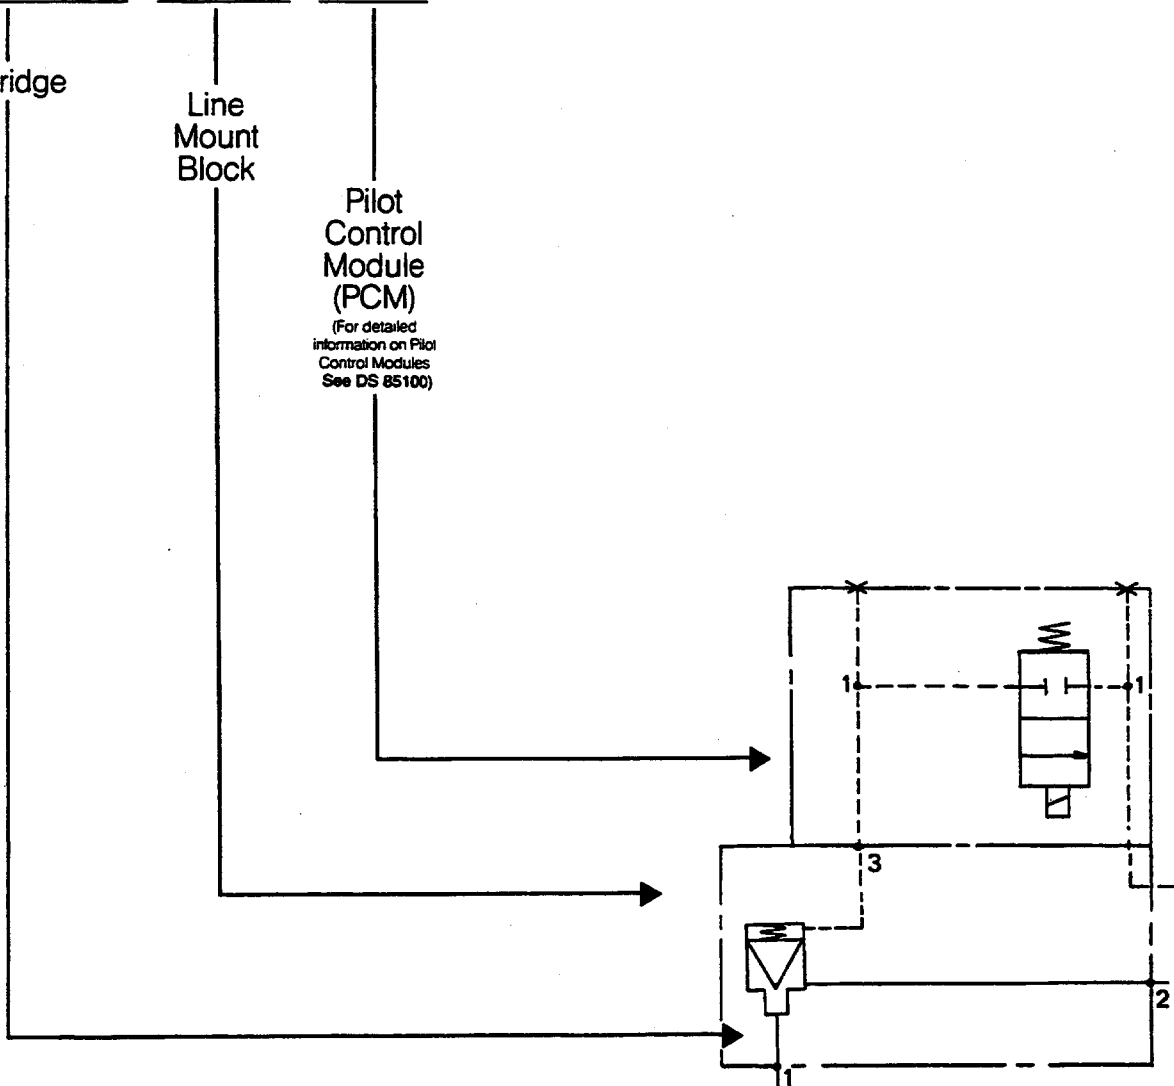 ridge
Line
Mount
Block
Pilot
Control
Module
(PCM)
(For detailed
information on Pilot
Control Modules
See DS 85100)
1
1
3
2
1